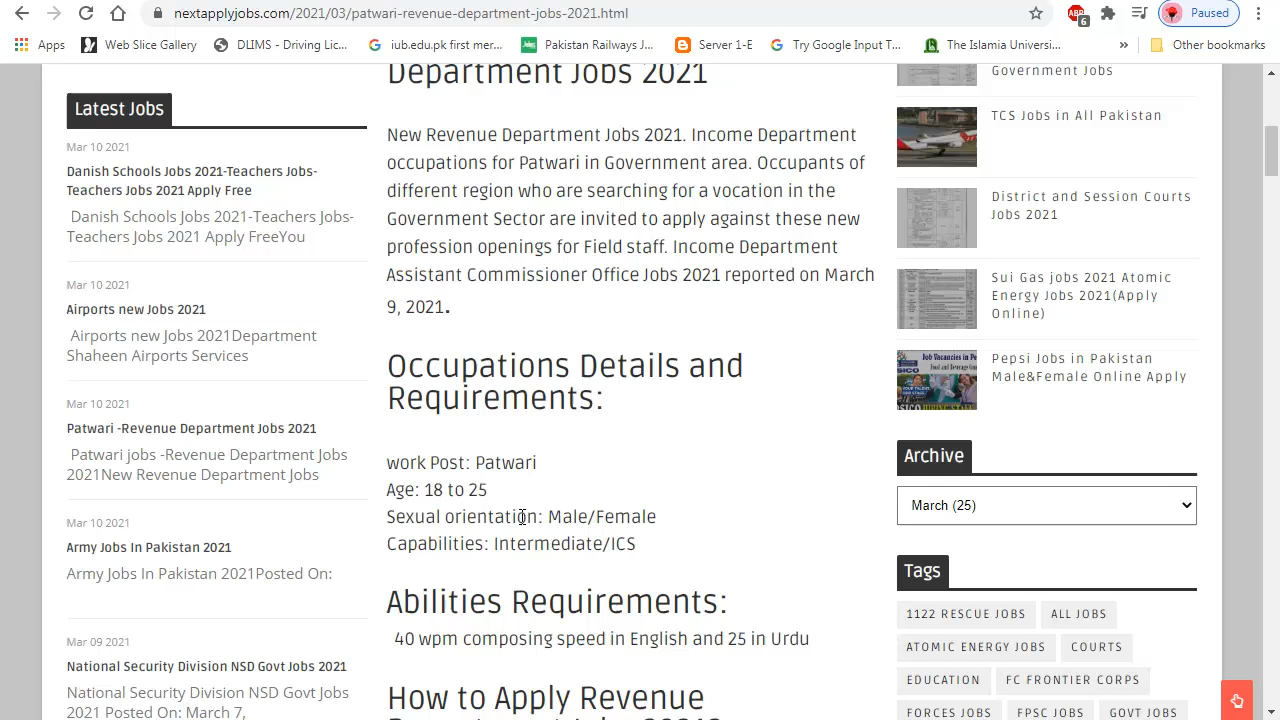 nextapplyjobs.com/2021/03/patwari-revenue-department-jobs-2021.html
ABP
6
Paused
Apps
Web Slice Gallery
DLIMS - Driving Lic...
iub.edu.pk first mer...
Pakistan Railways J...
Server 1-E
Try Google Input T...
The Islamia Universi...
»
Other bookmarks
Latest Jobs
Mar 10 2021
Danish Schools Jobs 2021-Teachers Jobs-
Teachers Jobs 2021 Apply Free
Danish Schools Jobs 2021-Teachers Jobs-
Teachers Jobs 2021 Apply FreeYou
Mar 10 2021
Airports new Jobs 2021
Airports new Jobs 2021Department
Shaheen Airports Services
Mar 10 2021
Patwari -Revenue Department Jobs 2021
Patwari jobs -Revenue Department Jobs
2021New Revenue Department Jobs
Mar 10 2021
Army Jobs In Pakistan 2021
Army Jobs In Pakistan 2021Posted On:
Mar 09 2021
National Security Division NSD Govt Jobs 2021
National Security Division NSD Govt Jobs
2021 Posted On: March 7,
Department Jobs 2021
New Revenue Department Jobs 2021. Income Department
occupations for Patwari in Government area. Occupants of
different region who are searching for a vocation in the
Government Sector are invited to apply against these new
profession openings for Field staff. Income Department
Assistant Commissioner Office Jobs 2021 reported on March
9, 2021.
Occupations Details and
Requirements:
work Post: Patwari
Age: 18 to 25
Sexual orientation: Male/Female
Capabilities: Intermediate/ICS
Abilities Requirements:
40 wpm composing speed in English and 25 in Urdu
How to Apply Revenue
Government Jobs
TCS Jobs in All Pakistan
District and Session Courts
Jobs 2021
Sui Gas jobs 2021 Atomic
Energy Jobs 2021(Apply
Online)
Pepsi Jobs in Pakistan
Male&Female Online Apply
Archive
March (25)
Tags
1122 RESCUE JOBS
ALL JOBS
ATOMIC ENERGY JOBS
COURTS
EDUCATION
FC FRONTIER CORPS
FORCES JOBS
FPSC JOBS
GOVT JOBS